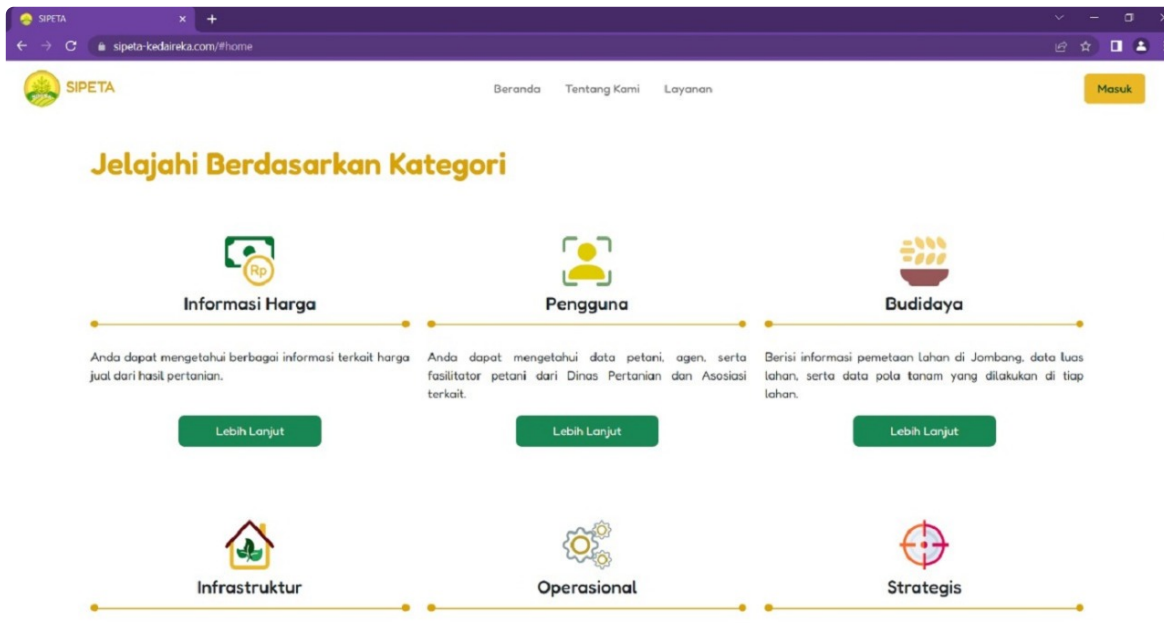 SIPETA
sipeta-kedaireka.com/#home
SIPETA
Beranda Tentang Kami Layanan
Masuk
Jelajahi Berdasarkan Kategori
Rp
Informasi Harga
Anda dapat mengetahui berbagai informasi terkait harga
jual dari hasil pertanian.
Lebih Lanjut
Pengguna
Anda dapat mengetahui data petani, agen, serta
fasilitator petani dari Dinas Pertanian dan Asosiasi
terkait.
Lebih Lanjut
Budidaya
Berisi informasi pemetaan lahan di Jombang, data luas
lahan, serta data pola tanam yang dilakukan di tiap
lahan.
Lebih Lanjut
Infrastruktur
Operasional
Strategis